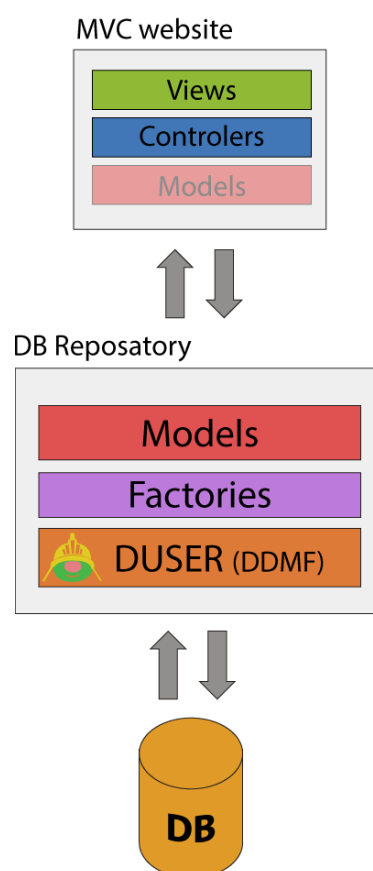 MVC website
Views
Controlers
Models
DB Reposatory
Models
Factories
DUSER (DDMF)
DB